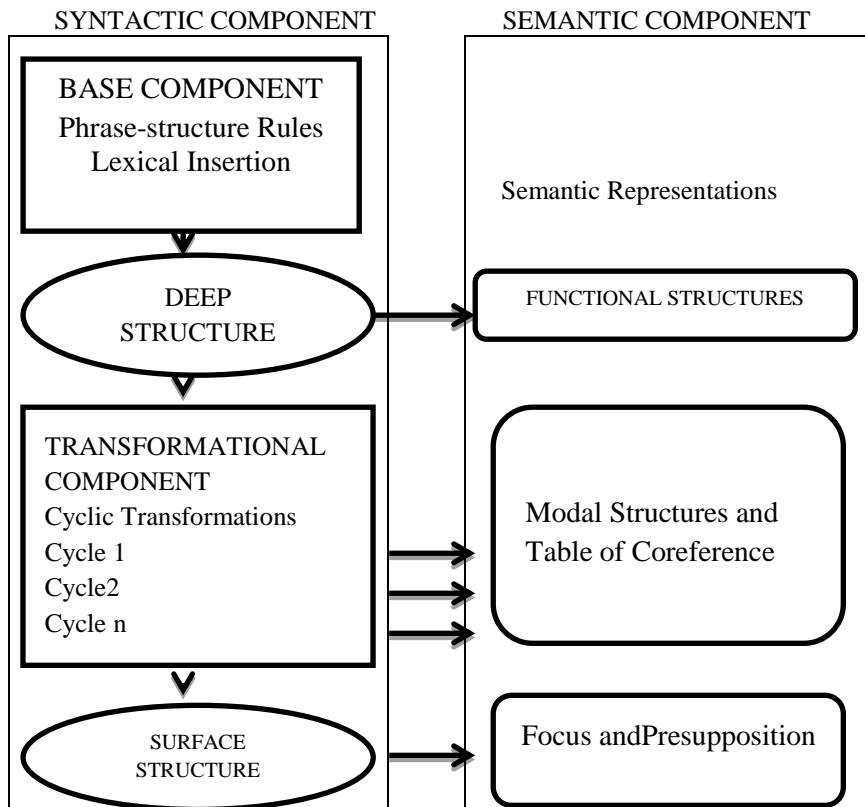 SYNTACTIC COMPONENT
BASE COMPONENT
Phrase-structure Rules
Lexical Insertion
DEEP
STRUCTURE
TRANSFORMATIONAL
COMPONENT
Cyclic Transformations
Cycle 1
Cycle2
Cycle n
SURFACE
STRUCTURE
SEMANTIC COMPONENT
Semantic Representations
FUNCTIONAL STRUCTURES
Modal Structures and
Table of Coreference
Focus andPresupposition